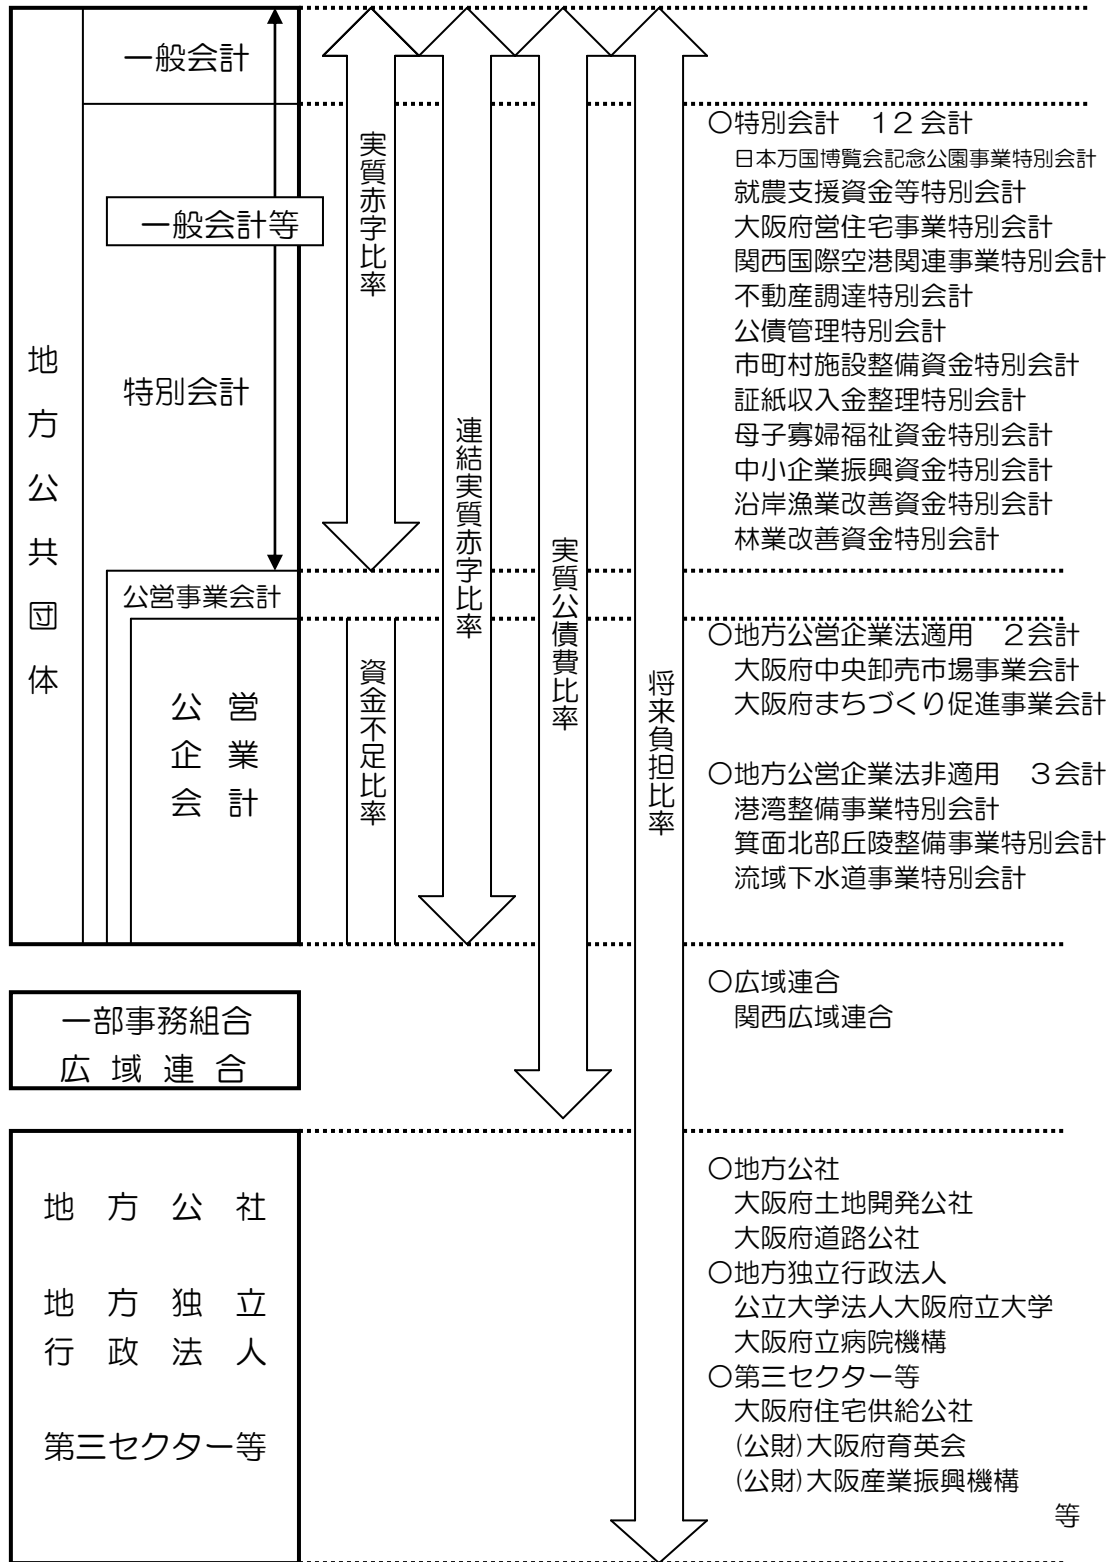 地方公共団体
一般会計
一般会計等
特別会計
公営事業会計
公営
企業
会計
一部事務組合
広域連合
地方公社
地方独立
行政法人
第三セクター等
実質赤字比率
資金不足比率
連結実質赤字比率
実質公債費比率
将来負担比率
〇特別会計　12会計
日本万国博覧会記念公園事業特別会計
就農支援資金等特別会計
大阪府営住宅事業特別会計
関西国際空港関連事業特別会計
不動産調達特別会計
公債管理特別会計
市町村施設整備資金特別会計
証紙収入金整理特別会計
母子寡婦福祉資金特別会計
中小企業振興資金特別会計
沿岸漁業改善資金特別会計
林業改善資金特別会計
〇地方公営企業法適用　2会計
大阪府中央卸売市場事業会計
大阪府まちづくり促進事業会計
〇地方公営企業法非適用　3会計
港湾整備事業特別会計
箕面北部丘陵整備事業特別会計
流域下水道事業特別会計
〇広域連合
関西広域連合
〇地方公社
大阪府土地開発公社
大阪府道路公社
〇地方独立行政法人
公立大学法人大阪府立大学
大阪府立病院機構
〇第三セクター等
大阪府住宅供給公社
(公財)大阪府育英会
(公財)大阪産業振興機構
等